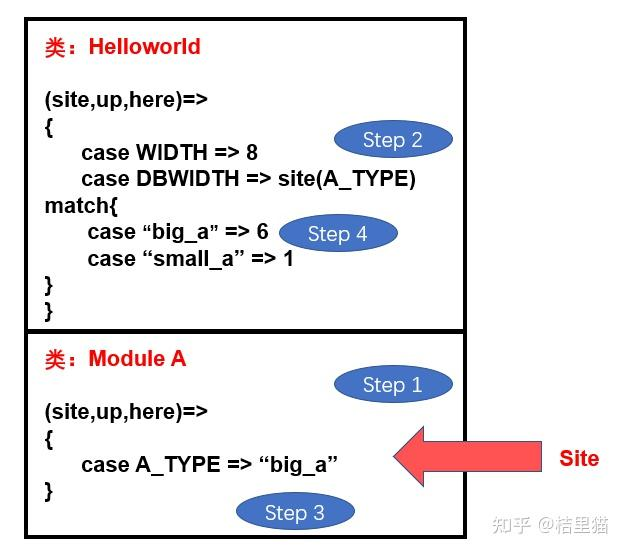 类：Helloworld
(site,up,here)=>
{
Step 2
case WIDTH => 8
case DBWIDTH => site(A_TYPE)
match{
case “big_a” => 6
Step 4
case “small_a” => 1
}
}
类：Module A
Step 1
(site,up,here)=>
{
case A_TYPE => “big_a”
Site
}
Step 3
知乎 @桔里猫